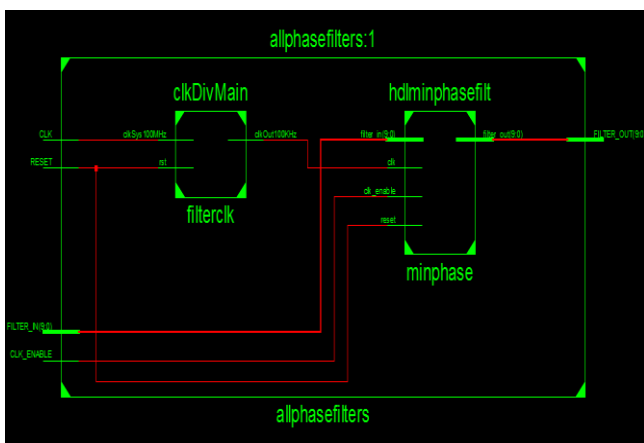 allphasefilters:1
clkDivMain
hdlminphasefilt
CLK
clkSys100MHz
clkOut100KHz
filter_in(9:0)
filter_out(9:0)
FILTER_OUT(9:0)
RESET
rst
clk
clk_enable
reset
filterclk
minphase
FILTER_IN(9:0)
CLK_ENABLE
allphasefilters